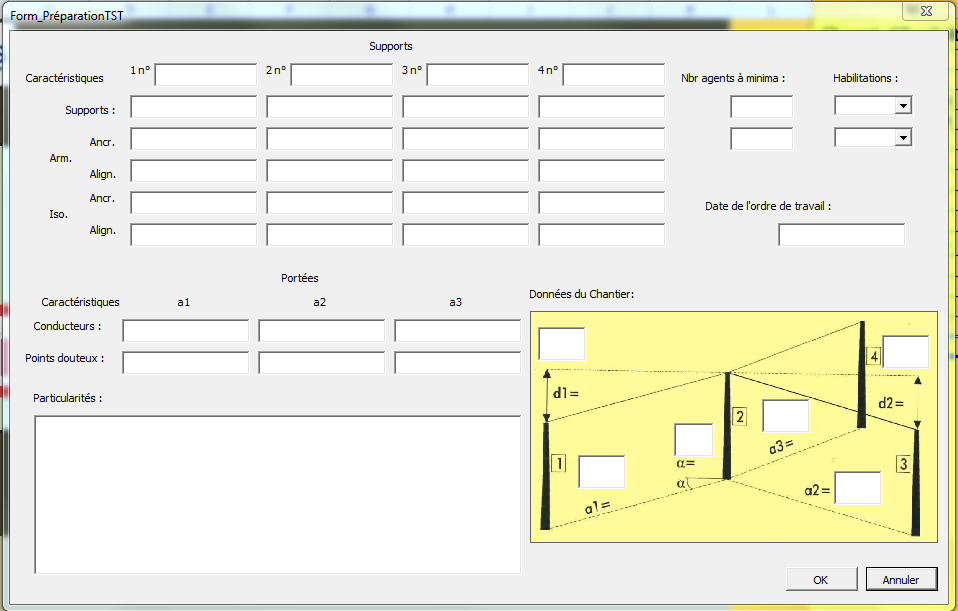 Form_PréparationTST
Supports
Caractéristiques 1 n° 2 n° 3 n° 4 n° Nbr agents à minima : Habilitations :
Supports :
Ancr.
Arm.
Align.
Ancr.
Iso.
Align.
Date de l'ordre de travail :
Portées
Caractéristiques a1 a2 a3
Conducteurs :
Points douteux :
Particularités :
Données du Chantier:
4
d1=
d2=
2
a3=
1
α=
3
α
a2=
a1=
OK Annuler